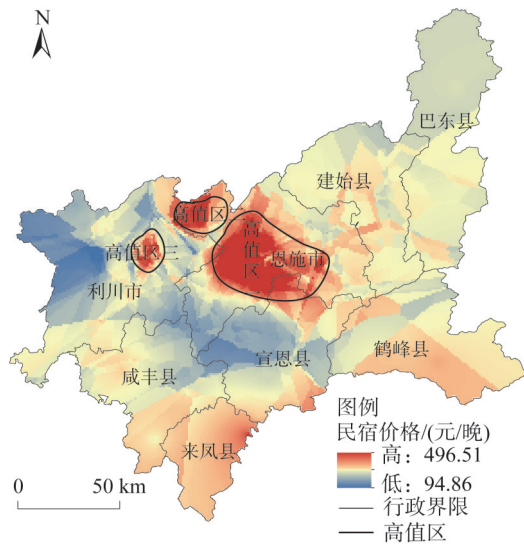 N
巴东县
建始县
高值区
高值区
恩施市
高值区三
利川市
鹤峰县
宣恩县
咸丰县
来凤县
图例
民宿价格/(元/晚)
高：496.51
低：94.86
行政界限
高值区
0 50 km